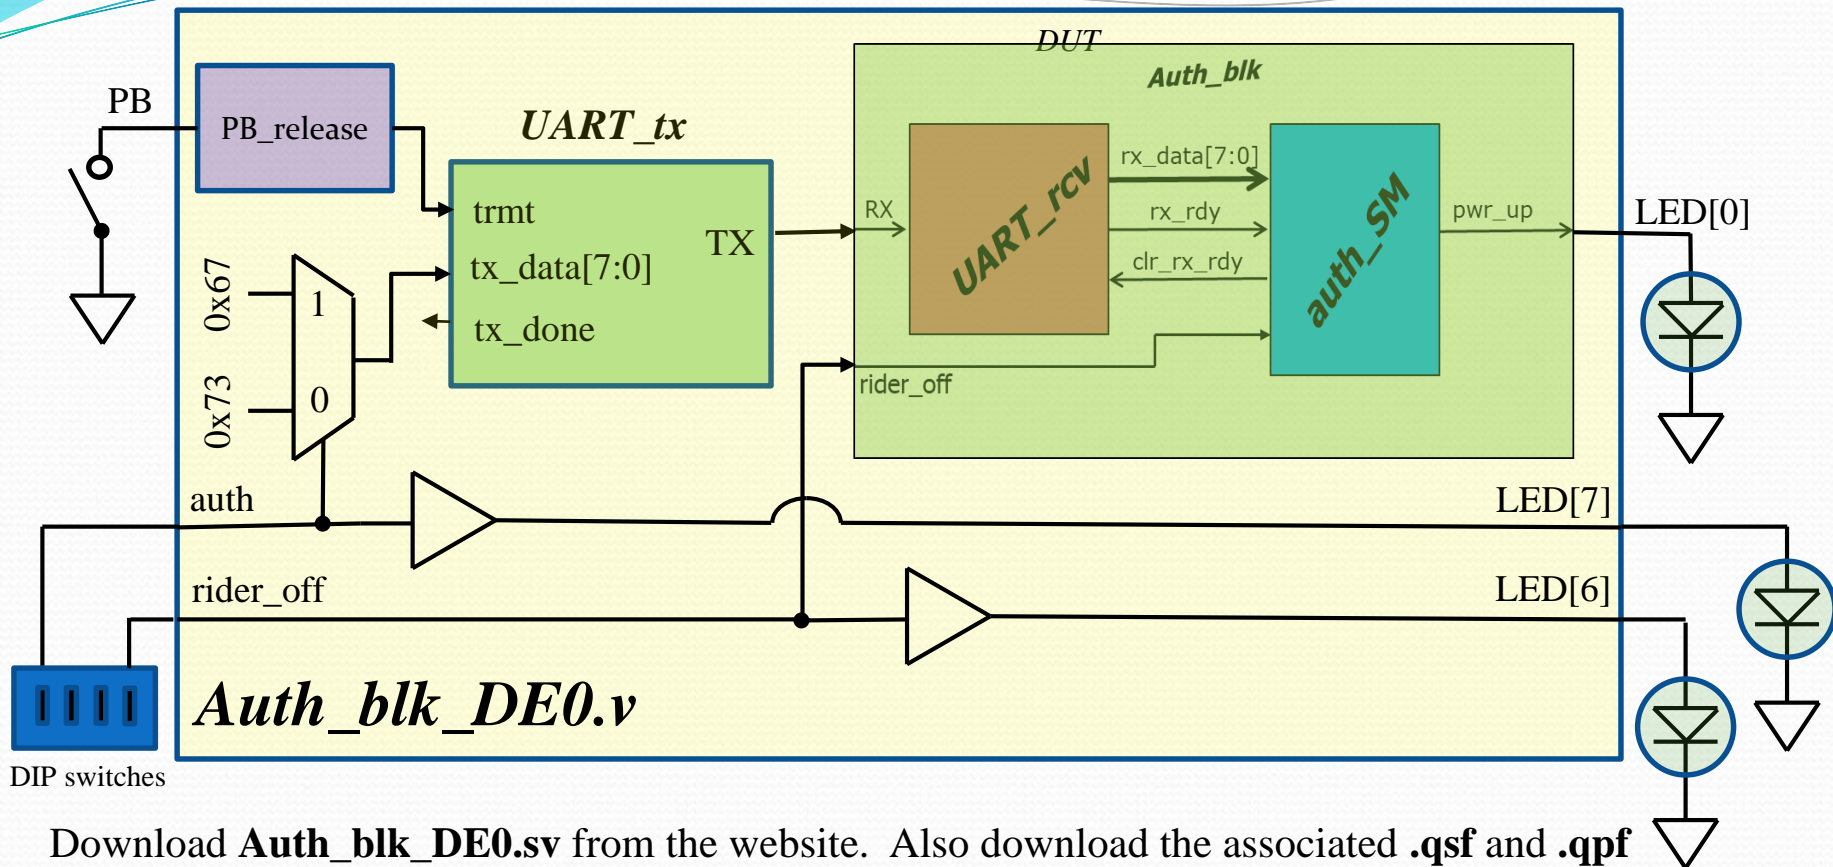 DUT
Auth_blk
PB
PB_release
UART_tx
trmt
tx_data[7:0]
tx_done
TX
RX
UART_rcv
rx_data[7:0]
rx_rdy
clr_rx_rdy
auth_SM
pwr_up
LED[0]
rider_off
0x67
1
0x73
0
auth
LED[7]
rider_off
LED[6]
Auth_blk_DE0.v
DIP switches
Download Auth_blk_DE0.sv from the website. Also download the associated .qsf and .qpf